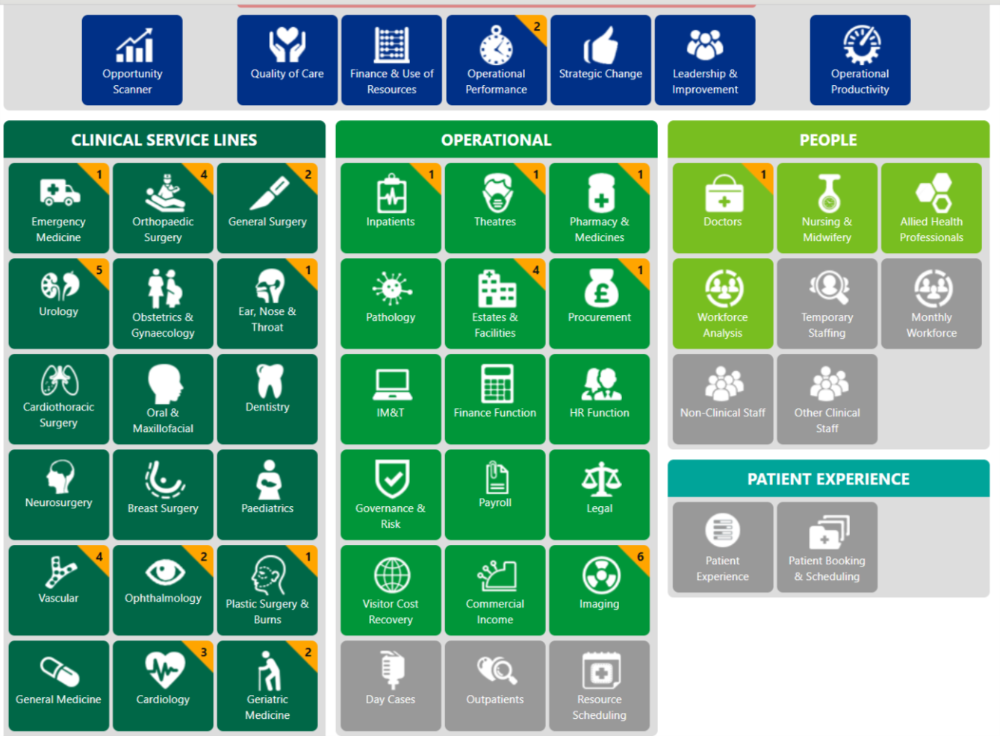 2
Opportunity
Scanner
Quality of Care
Finance & Use of
Resources
Operational
Performance
Strategic Change
Leadership &
Improvement
Operational
Productivity
CLINICAL SERVICE LINES
1
4
2
Emergency
Medicine
Orthopaedic
Surgery
General Surgery
5
1
Urology
Obstetrics &
Gynaecology
Ear, Nose &
Throat
Cardiothoracic
Surgery
Oral &
Maxillofacial
Dentistry
Neurosurgery
Breast Surgery
Paediatrics
4
2
1
Vascular
Ophthalmology
Plastic Surgery &
Burns
3
2
General Medicine
Cardiology
Geriatric
Medicine
OPERATIONAL
1
1
1
Inpatients
Theatres
Pharmacy &
Medicines
4
1
£
Pathology
Estates &
Facilities
Procurement
IM&T
Finance Function
HR Function
Governance &
Risk
Payroll
Legal
6
Visitor Cost
Recovery
Commercial
Income
Imaging
Day Cases
Outpatients
Resource
Scheduling
PEOPLE
1
Doctors
Nursing &
Midwifery
Allied Health
Professionals
Workforce
Analysis
Temporary
Staffing
Monthly
Workforce
Non-Clinical Staff
Other Clinical
Staff
PATIENT EXPERIENCE
Patient
Experience
Patient Booking
& Scheduling